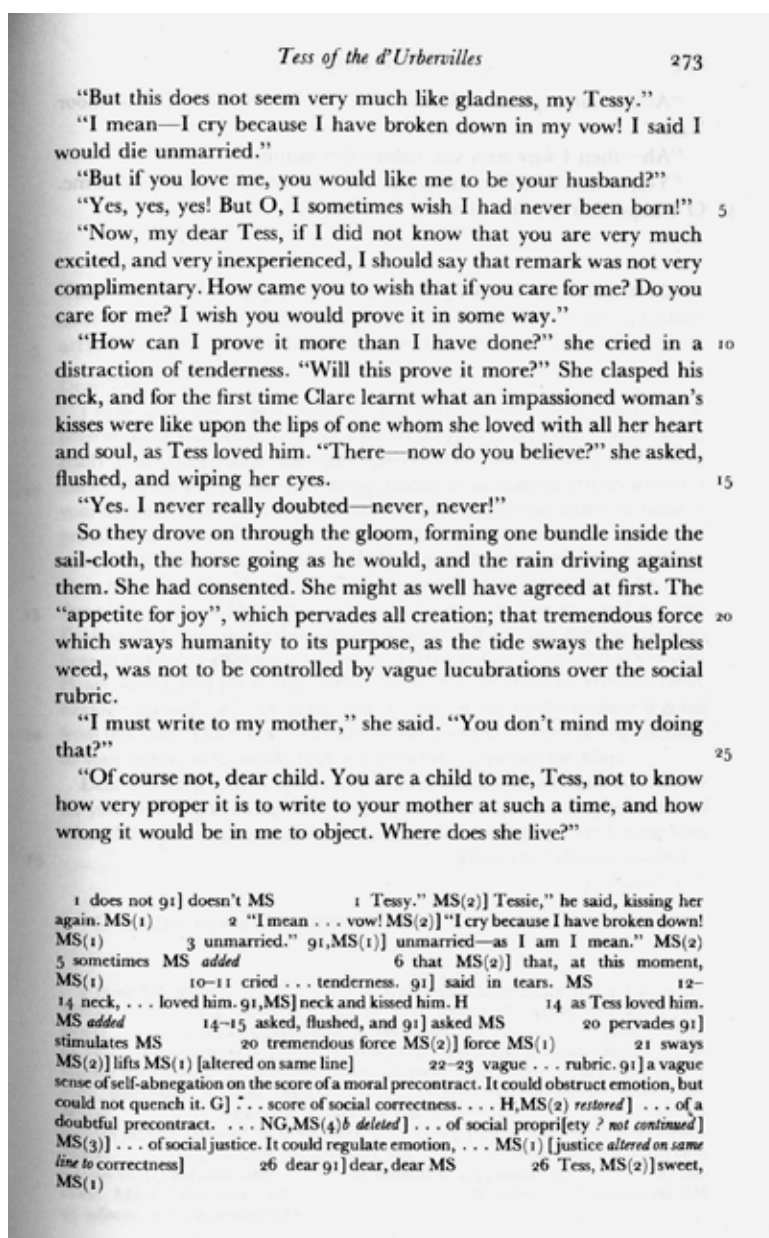 Tess of the d'Urbervilles 273
"But this does not seem very much like gladness, my Tessy."
"I mean—I cry because I have broken down in my vow! I said I
would die unmarried."
"But if you love me, you would like me to be your husband?"
"Yes, yes, yes! But O, I sometimes wish I had never been born!" 5
"Now, my dear Tess, if I did not know that you are very much
excited, and very inexperienced, I should say that remark was not very
complimentary. How came you to wish that if you care for me? Do you
care for me? I wish you would prove it in some way."
"How can I prove it more than I have done?" she cried in a 10
distraction of tenderness. "Will this prove it more?" She clasped his
neck, and for the first time Clare learnt what an impassioned woman's
kisses were like upon the lips of one whom she loved with all her heart
and soul, as Tess loved him. "There—now do you believe?" she asked,
flushed, and wiping her eyes. 15
"Yes. I never really doubted—never, never!"
So they drove on through the gloom, forming one bundle inside the
sail-cloth, the horse going as he would, and the rain driving against
them. She had consented. She might as well have agreed at first. The
"appetite for joy", which pervades all creation; that tremendous force 20
which sways humanity to its purpose, as the tide sways the helpless
weed, was not to be controlled by vague lucubrations over the social
rubric.
"I must write to my mother," she said. "You don't mind my doing
that?" 25
"Of course not, dear child. You are a child to me, Tess, not to know
how very proper it is to write to your mother at such a time, and how
wrong it would be in me to object. Where does she live?"
1 does not 91] doesn't MS 1 Tessy." MS(2)] Tessie," he said, kissing her
again. MS(1) 2 "I mean . . . vow! MS(2)] "I cry because I have broken down!
MS(1) 3 unmarried." 91,MS(1)] unmarried—as I am I mean." MS(2)
5 sometimes MS added 6 that MS(2)] that, at this moment,
MS(1) 10–11 cried . . . tenderness. 91] said in tears. MS 12–
14 neck, . . . loved him. 91,MS] neck and kissed him. H 14 as Tess loved him.
MS added 14–15 asked, flushed, and 91] asked MS 20 pervades 91]
stimulates MS 20 tremendous force MS(2)] force MS(1) 21 sways
MS(2)] lifts MS(1) [altered on same line] 22–23 vague . . . rubric. 91] a vague
sense of self-abnegation on the score of a moral precontract. It could obstruct emotion, but
could not quench it. G] . . . score of social correctness. . . . H,MS(2) restored] . . . of a
doubtful precontract. . . . NG,MS(4)b deleted] . . . of social propri[ety ? not continued]
MS(3)] . . . of social justice. It could regulate emotion, . . . MS(1) [justice altered on same
line to correctness] 26 dear 91] dear, dear MS 26 Tess, MS(2)] sweet,
MS(1)